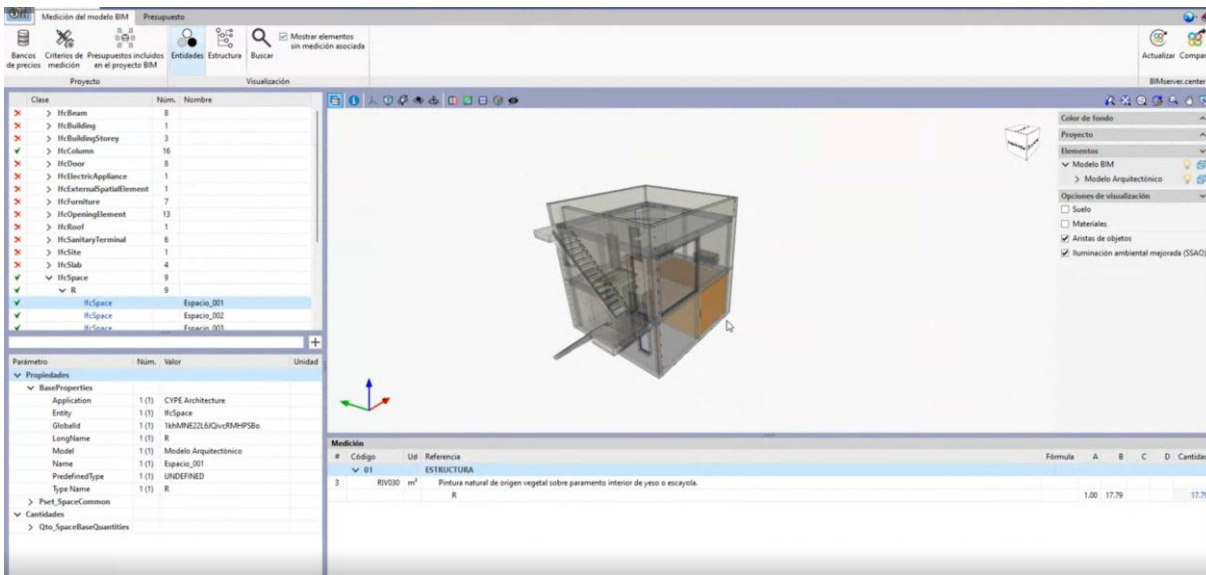 Medición del modelo BIM Presupuesto
Bancos de precios Criterios de medición Presupuestos incluidos en el proyecto BIM Entidades Estructura Buscar Mostrar elementos sin medición asociada Actualizar
Proyecto Visualización BIMserver.center
Clase Núm. Nombre
IfcBeam 8
IfcBuilding 1
IfcBuildingStorey 3
IfcColumn 16
IfcDoor 8
IfcElectricAppliance 1
IfcExternalSpatialElement 1
IfcFurniture 7
IfcOpeningElement 13
IfcRoof 1
IfcSanitaryTerminal 6
IfcSite 1
IfcSlab 4
IfcSpace 9
R 9
IfcSpace Espacio_001
IfcSpace Espacio_002
IfcSpace Espacio_003
Color de fondo
Proyecto
Elementos
Modelo BIM
Modelo Arquitectónico
Opciones de visualización
Suelo
Materiales
Aristas de objetos
Iluminación ambiental mejorada (SSAO)
Parámetro Núm. Valor Unidad
Propiedades
BaseProperties
Application 1 (1) CYPE Architecture
Entity 1 (1) IfcSpace
GlobalId 1 (1)
LongName 1 (1) R
Model 1 (1) Modelo Arquitectónico
Name 1 (1) Espacio_001
PredefinedType 1 (1) UNDEFINED
Type Name 1 (1) R
Pset_SpaceCommon
Cantidades
Qto_SpaceBaseQuantities
Medición
# Código Ud Referencia Fórmula A B C D Cantidad
01 ESTRUCTURA
3 RIV030 m² Pintura natural de origen vegetal sobre paramento interior de yeso o escayola.
R 1.00 17.79